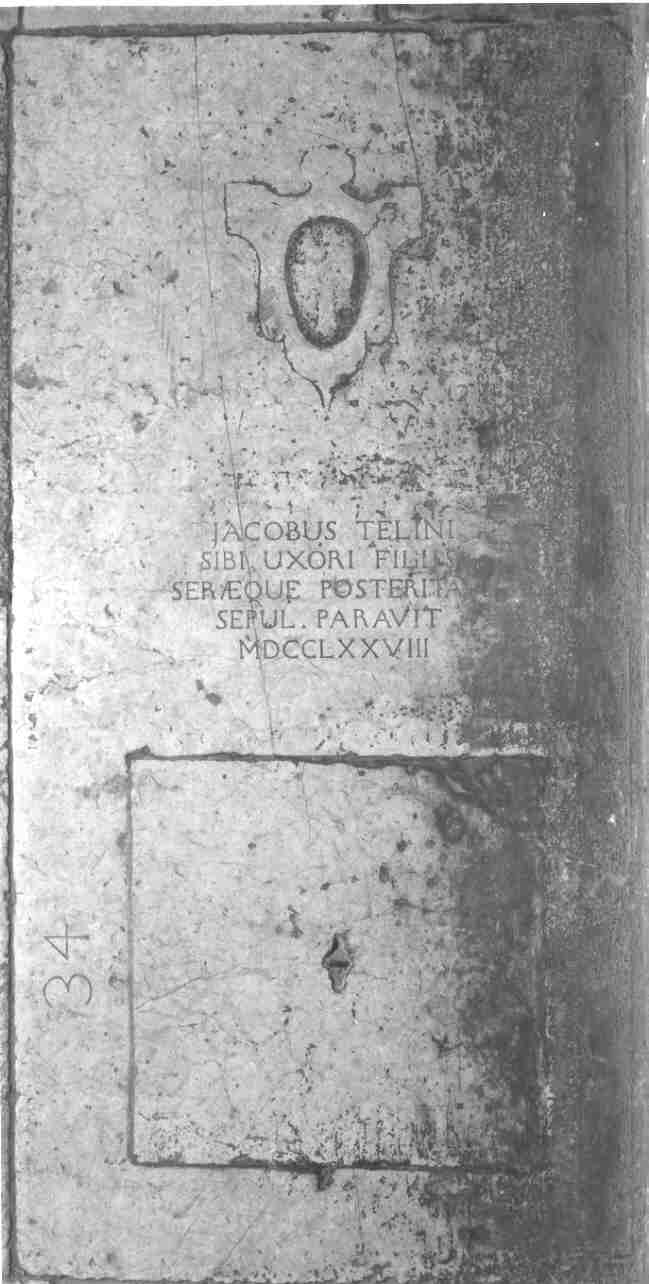 JACOBUS TELINI
SIBI UXORI FILIIS
SERÆQUE POSTERITA
SEPUL. PARAVIT
MDCCLXXVIII
34